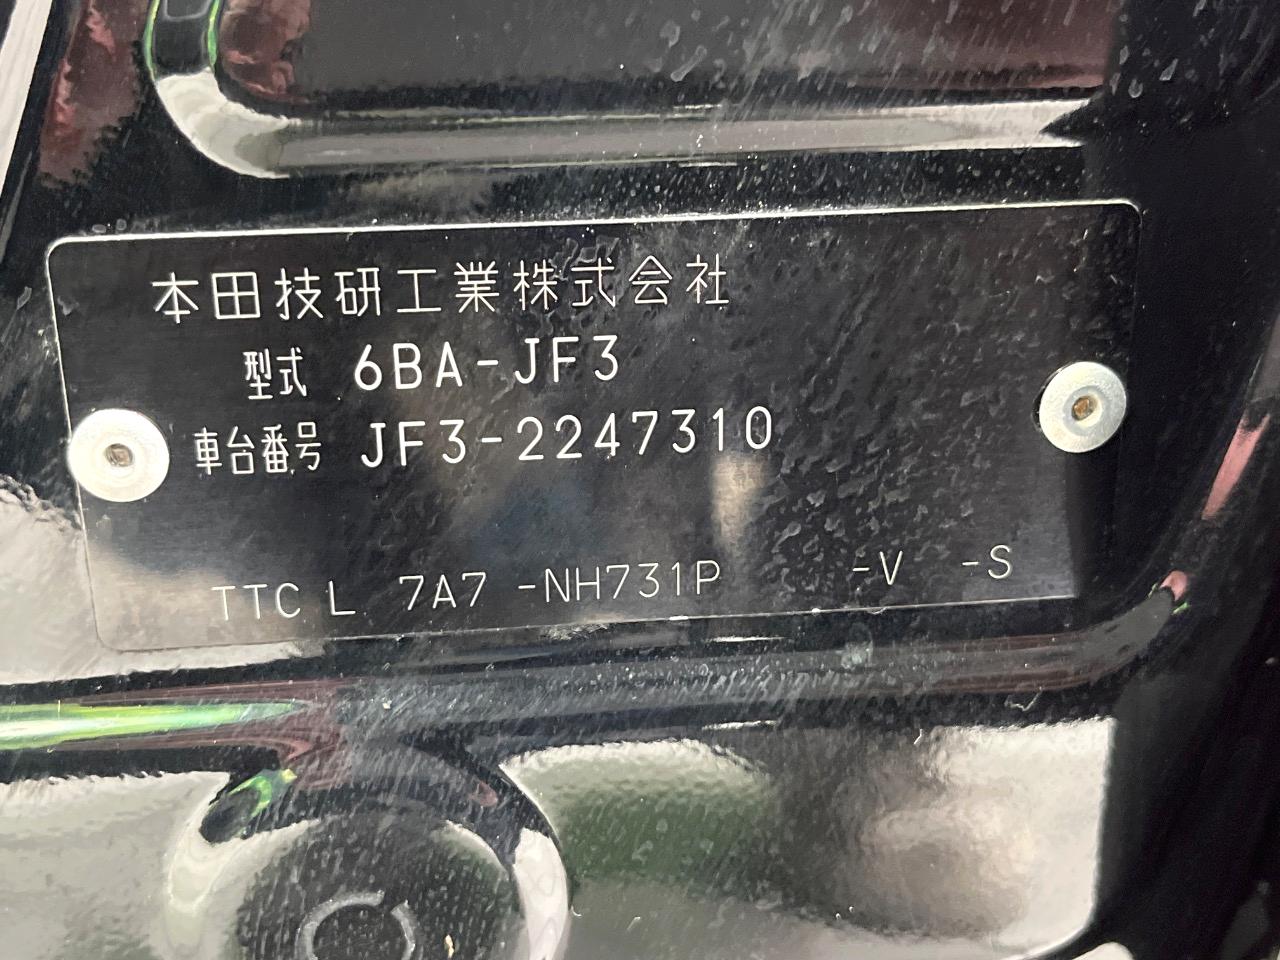 本田技研工業株式会社
型式 6BA-JF3
車台番号 JF3-2247310
TTC L 7A7 -NH731P -V -S